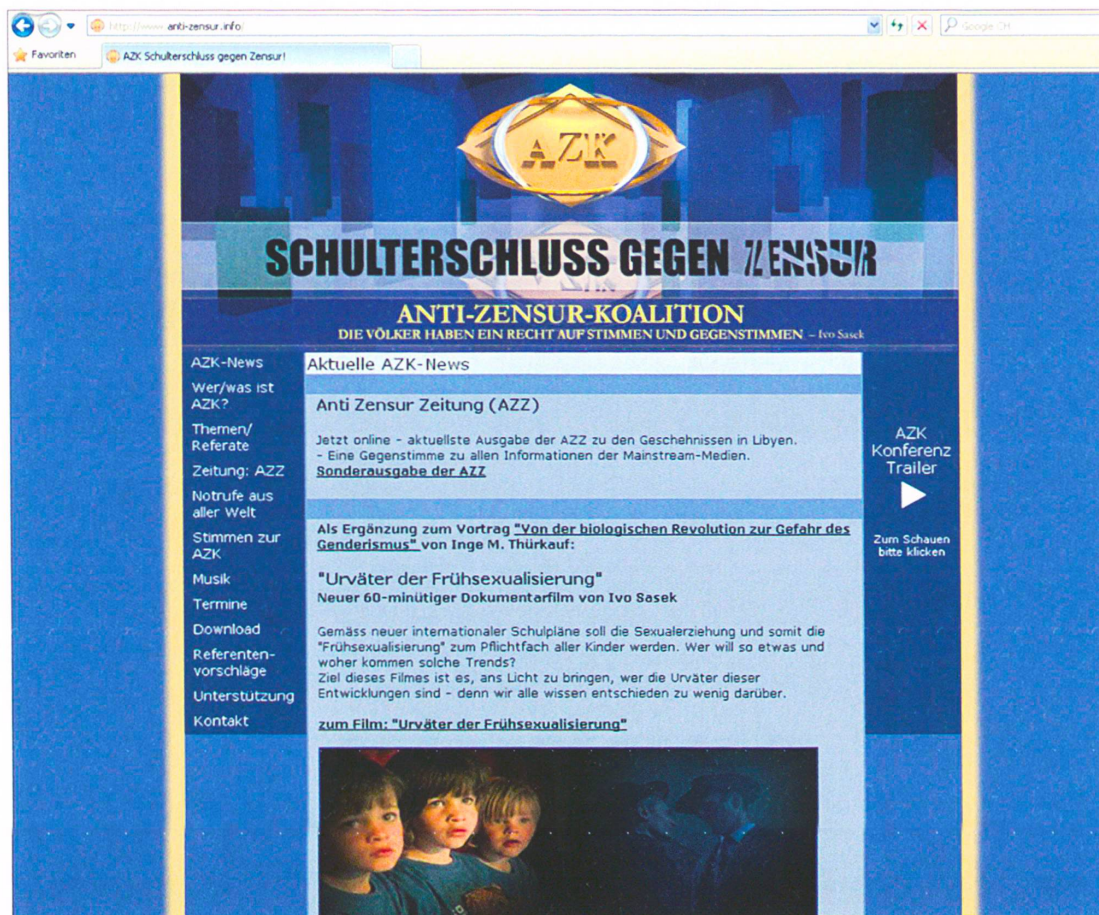 http://www.anti-zensur.info
Google CH
Favoriten
AZK Schulterschluss gegen Zensur!
AZK
SCHULTERSCHLUSS GEGEN ZENSUR
ANTI-ZENSUR-KOALITION
DIE VÖLKER HABEN EIN RECHT AUF STIMMEN UND GEGENSTIMMEN – Ivo Sasek
AZK-News
Wer/was ist
AZK?
Themen/
Referate
Zeitung: AZZ
Notrufe aus
aller Welt
Stimmen zur
AZK
Musik
Termine
Download
Referenten-
vorschläge
Unterstützung
Kontakt
Aktuelle AZK-News
Anti Zensur Zeitung (AZZ)
Jetzt online - aktuellste Ausgabe der AZZ zu den Geschehnissen in Libyen.
- Eine Gegenstimme zu allen Informationen der Mainstream-Medien.
Sonderausgabe der AZZ
Als Ergänzung zum Vortrag "Von der biologischen Revolution zur Gefahr des
Genderismus" von Inge M. Thürkauf:
"Urväter der Frühsexualisierung"
Neuer 60-minütiger Dokumentarfilm von Ivo Sasek
Gemäss neuer internationaler Schulpläne soll die Sexualerziehung und somit die
"Frühsexualisierung" zum Pflichtfach aller Kinder werden. Wer will so etwas und
woher kommen solche Trends?
Ziel dieses Filmes ist es, ans Licht zu bringen, wer die Urväter dieser
Entwicklungen sind - denn wir alle wissen entschieden zu wenig darüber.
zum Film: "Urväter der Frühsexualisierung"
AZK
Konferenz
Trailer
Zum Schauen
bitte klicken